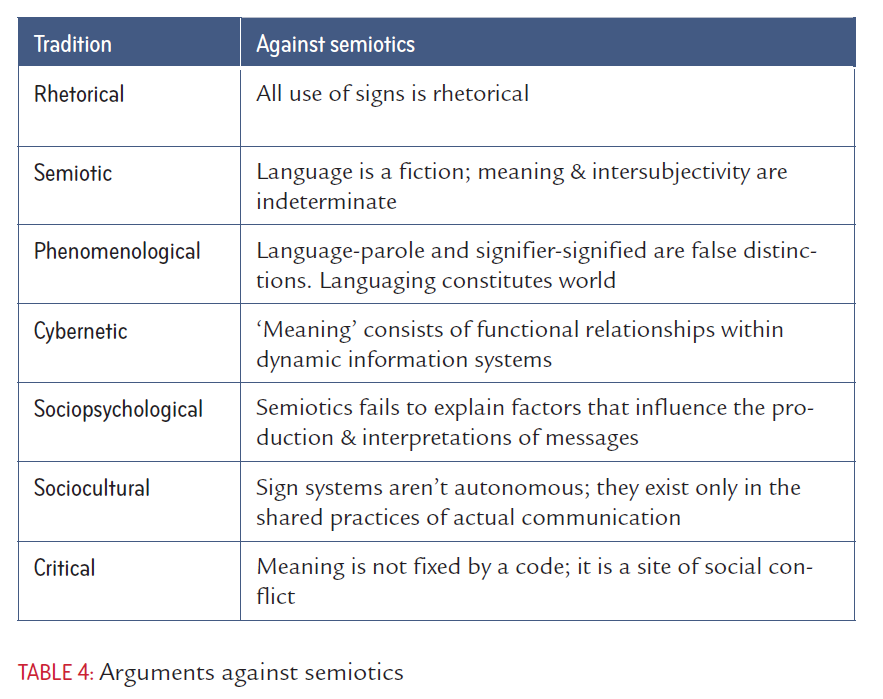 Tradition Against semiotics
Rhetorical All use of signs is rhetorical
Semiotic Language is a fiction; meaning & intersubjectivity are
indeterminate
Phenomenological Language-parole and signifier-signified are false distinc-
tions. Languaging constitutes world
Cybernetic ‘Meaning’ consists of functional relationships within
dynamic information systems
Sociopsychological Semiotics fails to explain factors that influence the pro-
duction & interpretations of messages
Sociocultural Sign systems aren’t autonomous; they exist only in the
shared practices of actual communication
Critical Meaning is not fixed by a code; it is a site of social con-
flict
TABLE 4: Arguments against semiotics